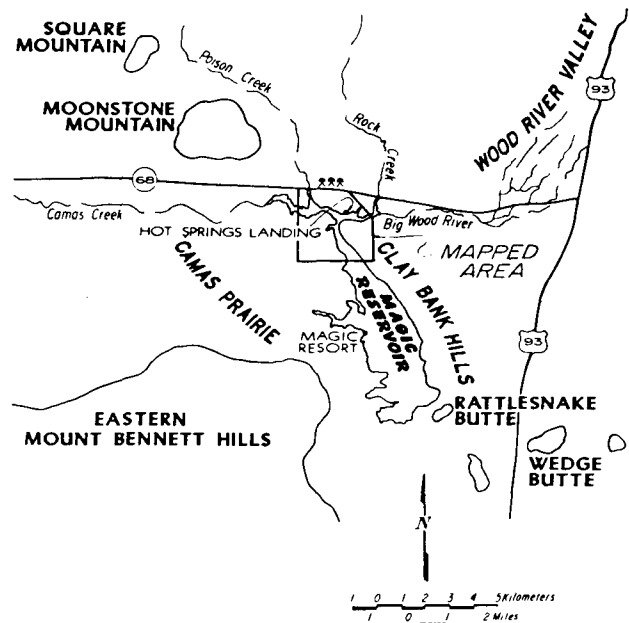 SQUARE
MOUNTAIN
Poison Creek
MOONSTONE
MOUNTAIN
Rock
Creek
WOOD RIVER VALLEY
93
68
Camas Creek
HOT SPRINGS LANDING
Big Wood River
MAPPED
AREA
CAMAS PRAIRIE
CLAY BANK HILLS
MAGIC
RESERVOIR
MAGIC
RESORT
93
EASTERN
MOUNT BENNETT HILLS
RATTLESNAKE
BUTTE
WEDGE
BUTTE
N
1 0 1 2 3 4 5 Kilometers
1 0 1 2 Miles